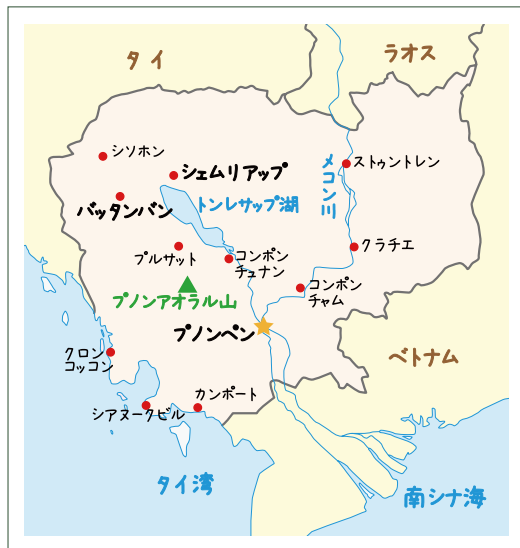 タイ
ラオス
シソホン
シェムリアップ
メコン川
ストゥントレン
バッタンバン
トンレサップ湖
プルサット
コンポン
チュナン
クラチエ
プノンアオラル山
コンポン
チャム
プノンペン
ベトナム
クロン
コッコン
カンポート
シアヌークビル
タイ湾
南シナ海